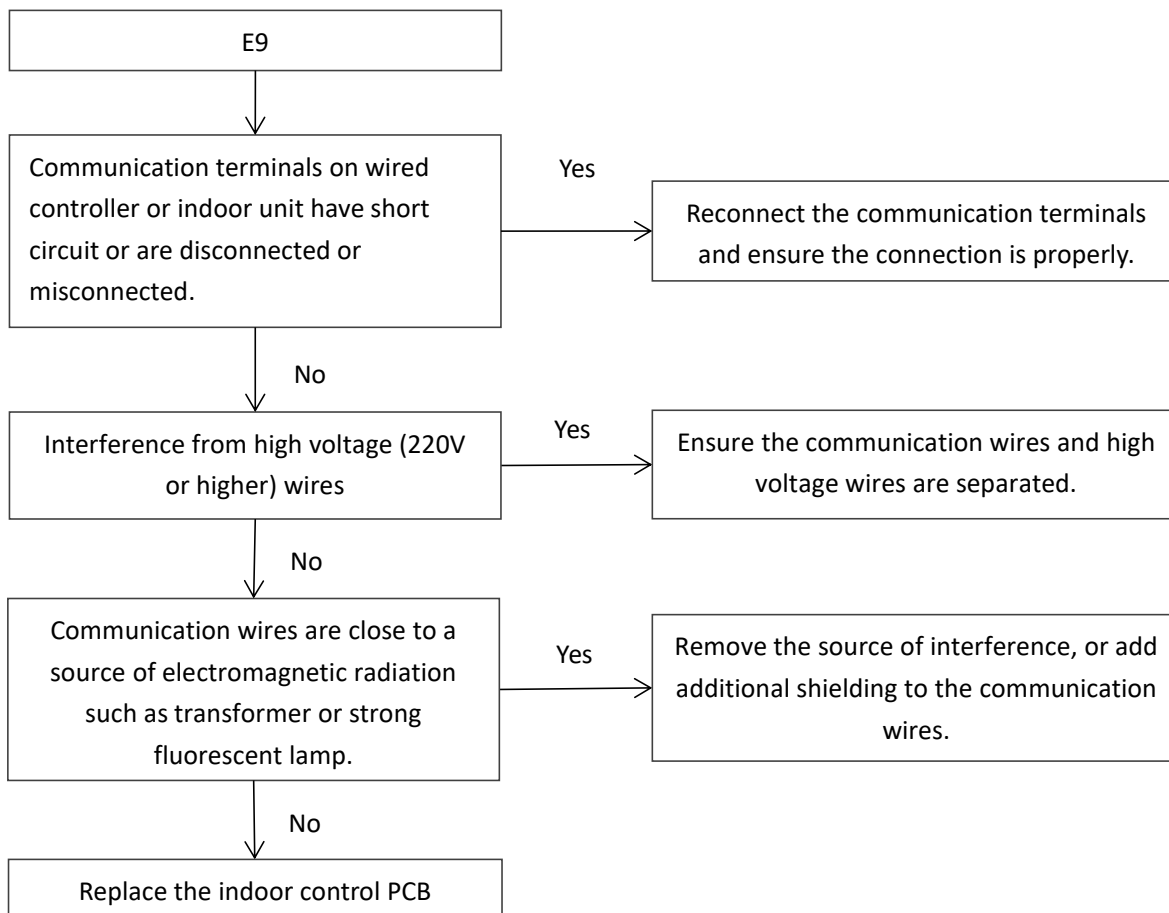 E9
Communication terminals on wired
controller or indoor unit have short
circuit or are disconnected or
misconnected.
Yes
Reconnect the communication terminals
and ensure the connection is properly.
No
Interference from high voltage (220V
or higher) wires
Yes
Ensure the communication wires and high
voltage wires are separated.
No
Communication wires are close to a
source of electromagnetic radiation
such as transformer or strong
fluorescent lamp.
Yes
Remove the source of interference, or add
additional shielding to the communication
wires.
No
Replace the indoor control PCB